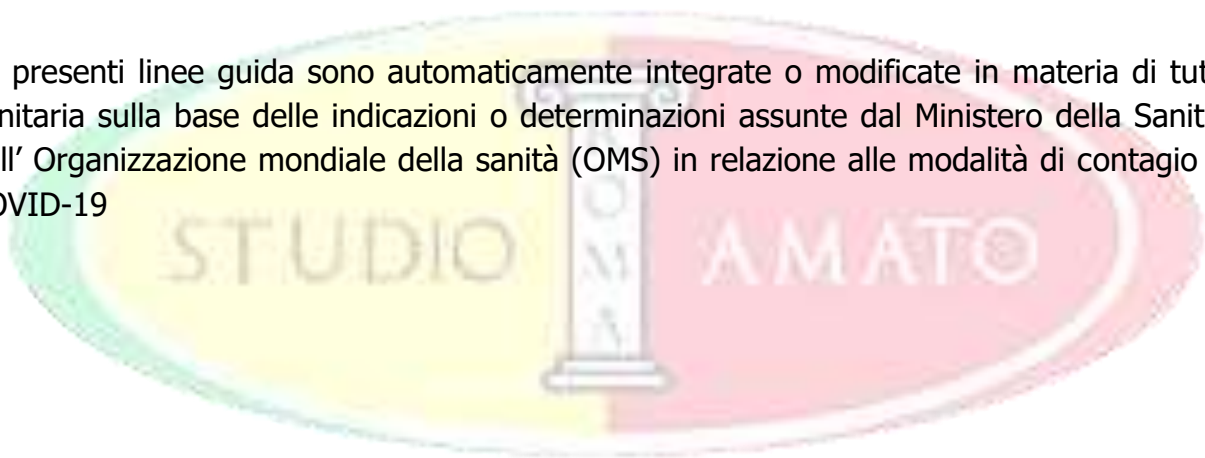 presenti linee guida sono automaticamente integrate o modificate in materia di tut
nitaria sulla base delle indicazioni o determinazioni assunte dal Ministero della Sanit
ll’ Organizzazione mondiale della sanità (OMS) in relazione alle modalità di contagio
OVID-19
STUDIO ROMA AMATO